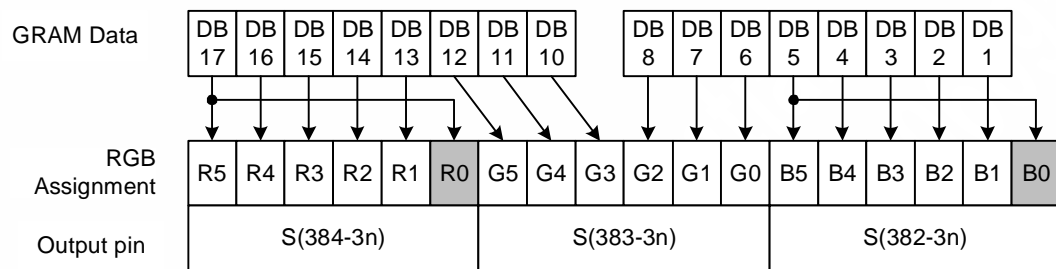 GRAM Data
DB 17 DB 16 DB 15 DB 14 DB 13 DB 12 DB 11 DB 10 DB 8 DB 7 DB 6 DB 5 DB 4 DB 3 DB 2 DB 1
RGB Assignment
R5 R4 R3 R2 R1 R0 G5 G4 G3 G2 G1 G0 B5 B4 B3 B2 B1 B0
Output pin
S(384-3n) S(383-3n) S(382-3n)